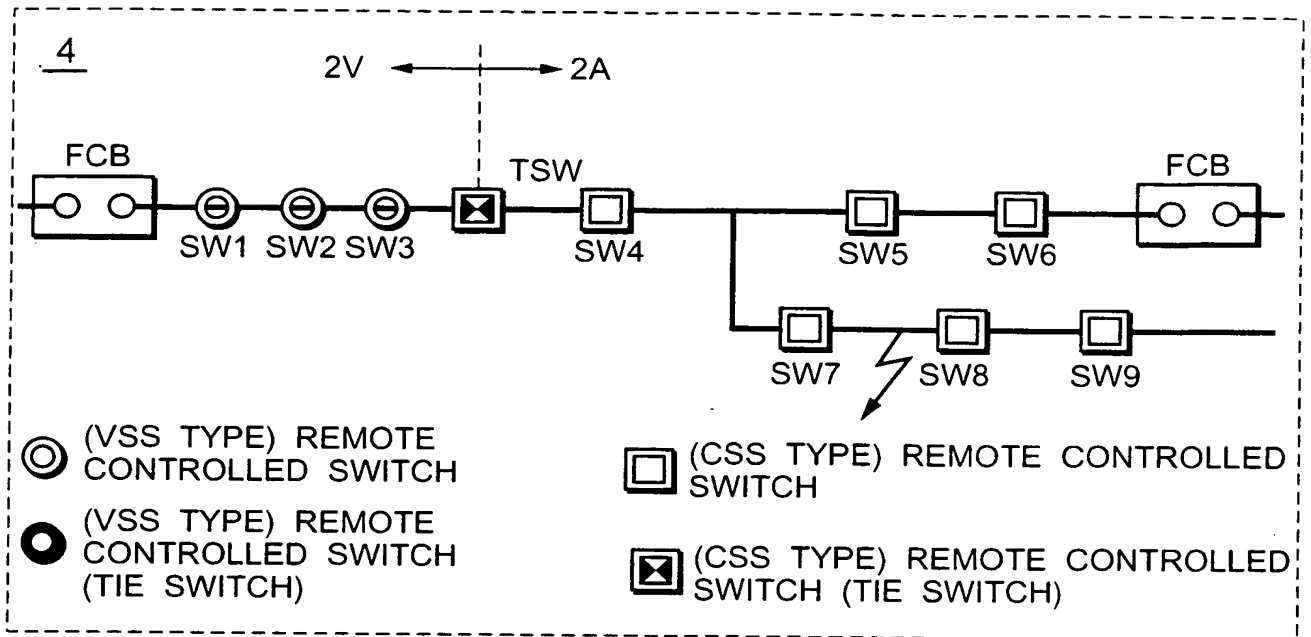 4
2V 2A
FCB TSW FCB
SW1 SW2 SW3 SW4 SW5 SW6
SW7 SW8 SW9
(VSS TYPE) REMOTE
CONTROLLED SWITCH
(VSS TYPE) REMOTE
CONTROLLED SWITCH
(TIE SWITCH)
(CSS TYPE) REMOTE CONTROLLED
SWITCH
(CSS TYPE) REMOTE CONTROLLED
SWITCH (TIE SWITCH)